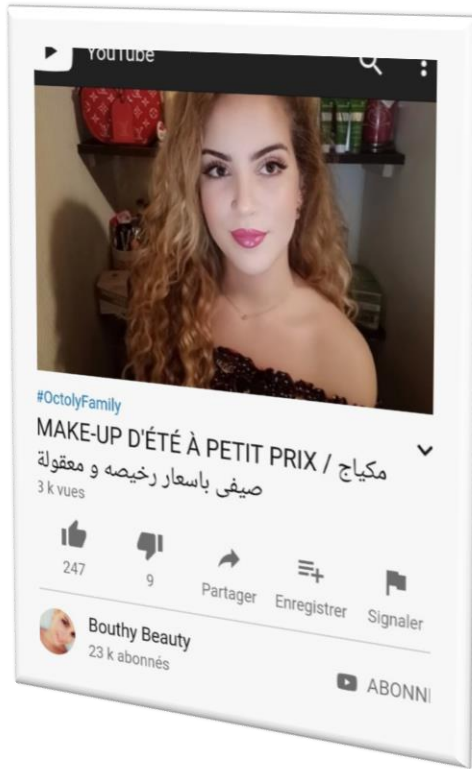 YouTube
#OctolyFamily
MAKE-UP D'ÉTÉ À PETIT PRIX / مكياج
صيفى باسعار رخيصه و معقولة
3 k vues
247
9
Partager
Enregistrer
Signaler
Bouthy Beauty
23 k abonnés
ABONN